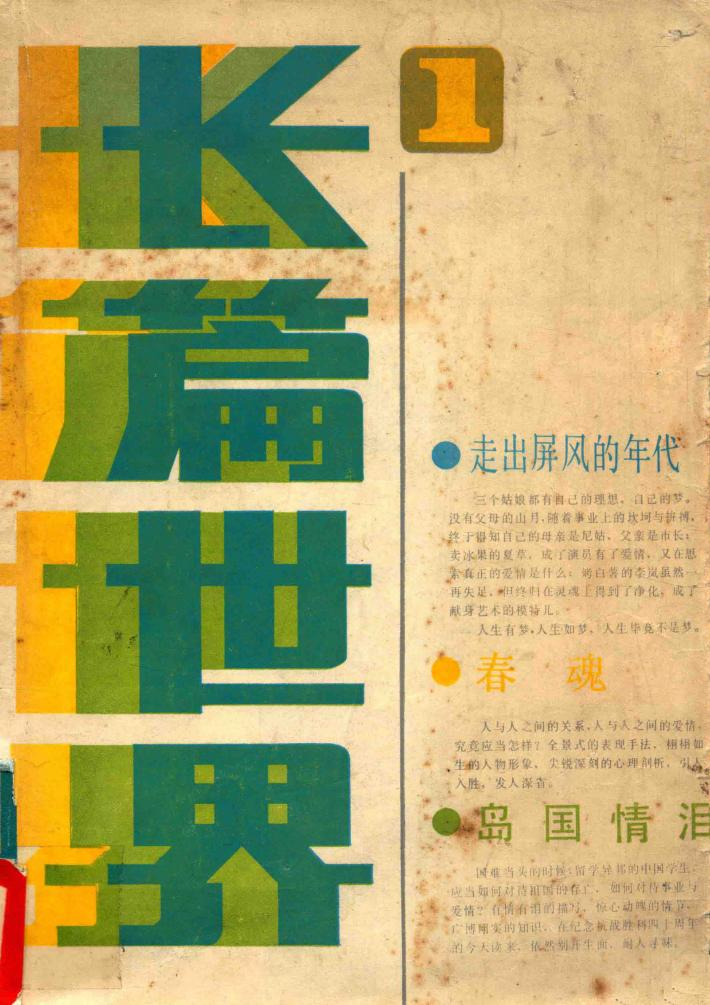 长篇世界
1
走出屏风的年代
三个姑娘都有自己的理想，自己的梦。
没有父母的山月，随着事业上的坎坷与拚搏，
终于得知自己的母亲是尼姑，父亲是市长；
卖冰果的夏草，成了演员有了爱情，又在思
索真正的爱情是什么；烤白薯的李岚虽然一
再失足，但终归在灵魂上得到了净化，成了
献身艺术的模特儿。
人生有梦，人生如梦，人生毕竟不是梦。
春魂
人与人之间的关系，人与人之间的爱情，
究竟应当怎样？全景式的表现手法，栩栩如
生的人物形象，尖锐深刻的心理剖析，引人
入胜，发人深省。
岛国情泪
国难当头的时候，留学异邦的中国学生，
应当如何对待祖国的存亡，如何对待事业与
爱情？有情有泪的描写，惊心动魄的情节，
广博翔实的知识，在纪念抗战胜利四十周年
的今天读来，依然别开生面，耐人寻味。